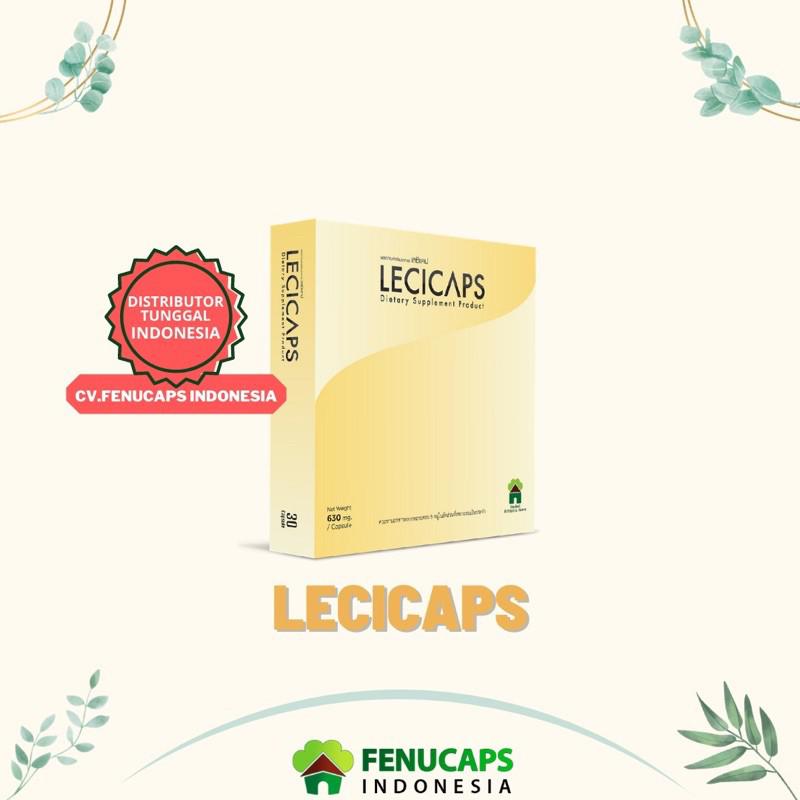 DISTRIBUTOR
TUNGGAL
INDONESIA
CV.FENUCAPS INDONESIA
LECICAPS
Dietary Supplement Product
30
LECICAPS
Dietary Supplement Product
Net Weight
630 mg.
/ Capsule
LECICAPS
FENUCAPS
INDONESIA